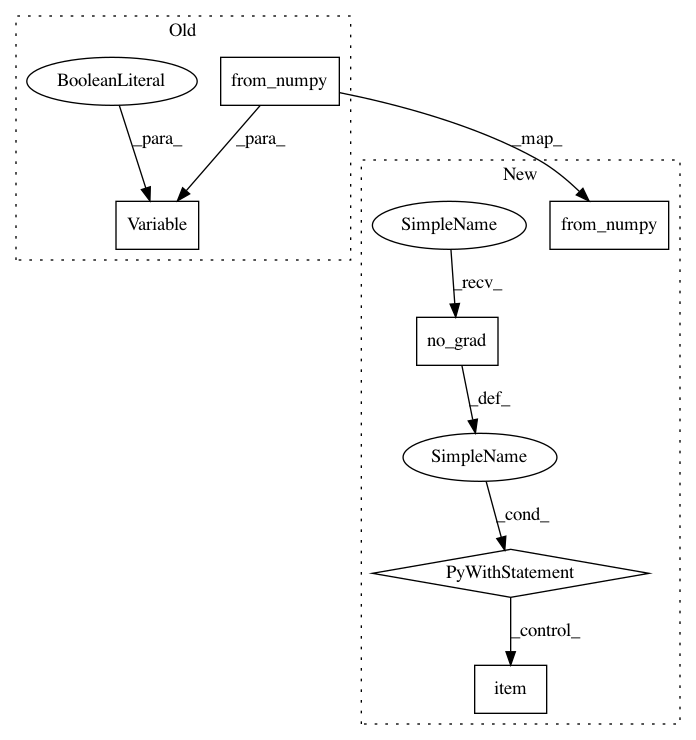 Old
BooleanLiteral
from_numpy
_para_
_para_
_map_
New
Variable
SimpleName
from_numpy
_recv_
no_grad
_def_
SimpleName
_cond_
PyWithStatement
_control_
item